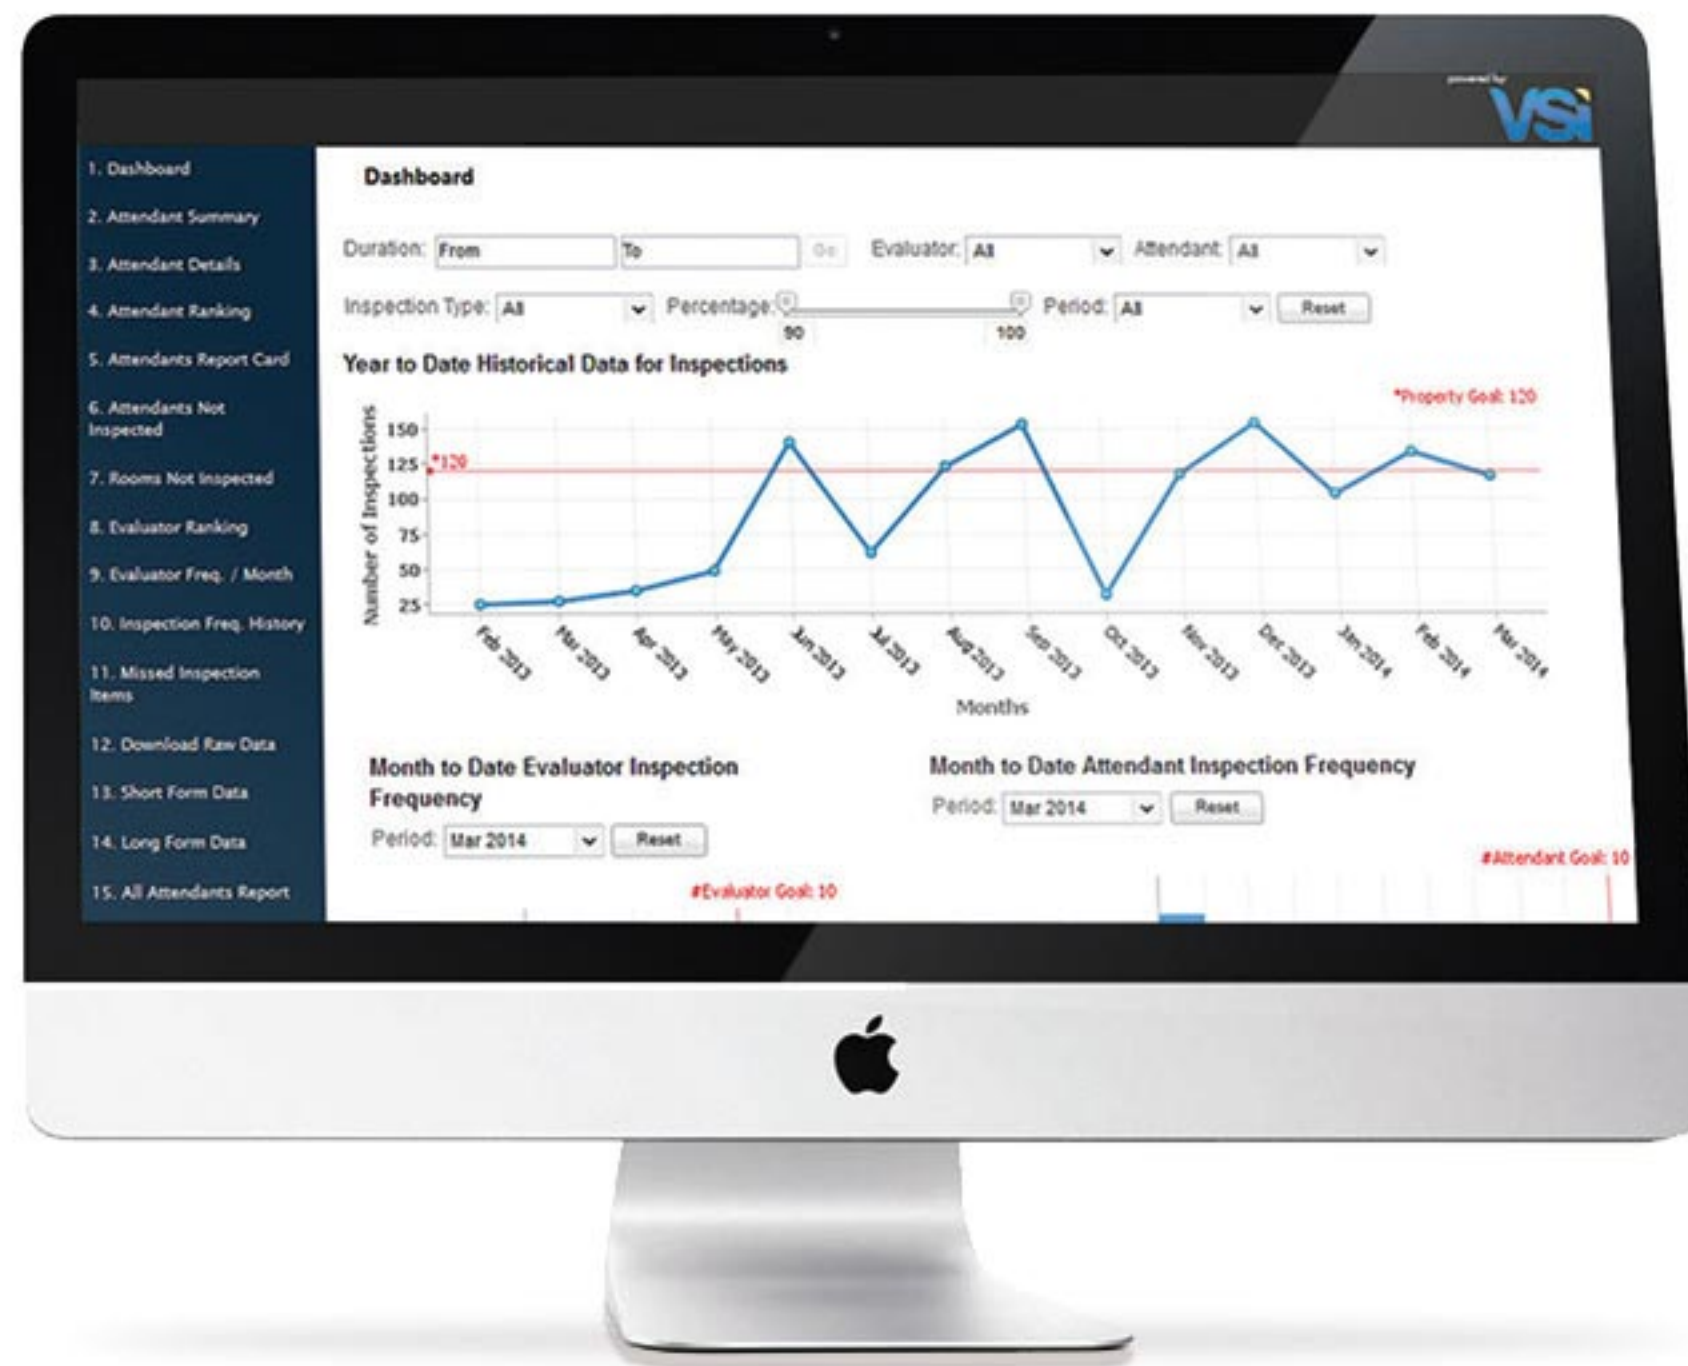 powered by
VSi
1. Dashboard
2. Attendant Summary
3. Attendant Details
4. Attendant Ranking
5. Attendants Report Card
6. Attendants Not
Inspected
7. Rooms Not Inspected
8. Evaluator Ranking
9. Evaluator Freq. / Month
10. Inspection Freq. History
11. Missed Inspection
Items
12. Download Raw Data
13. Short Form Data
14. Long Form Data
15. All Attendants Report
Dashboard
Duration: From To Go Evaluator: All Attendant: All
Inspection Type: All Percentage: Period: All Reset
90 100
Year to Date Historical Data for Inspections
*Property Goal: 120
Number of Inspections
150
125
*120
100
75
50
25
Feb 2013 Mar 2013 Apr 2013 May 2013 Jun 2013 Jul 2013 Aug 2013 Sep 2013 Oct 2013 Nov 2013 Dec 2013 Jan 2014 Feb 2014 Mar 2014
Months
Month to Date Evaluator Inspection
Frequency
Period: Mar 2014 Reset
#Evaluator Goal: 10
Month to Date Attendant Inspection Frequency
Period: Mar 2014 Reset
#Attendant Goal: 10